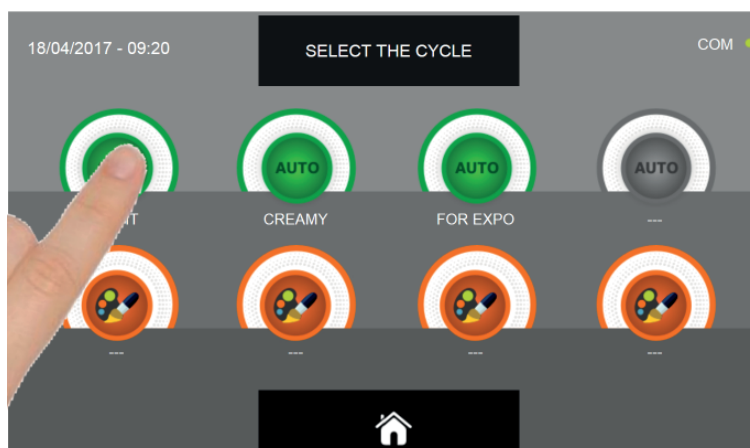 18/04/2017 - 09:20
SELECT THE CYCLE
COM
AUTO
AUTO
AUTO
CREAMY
FOR EXPO
---
---
---
---
---